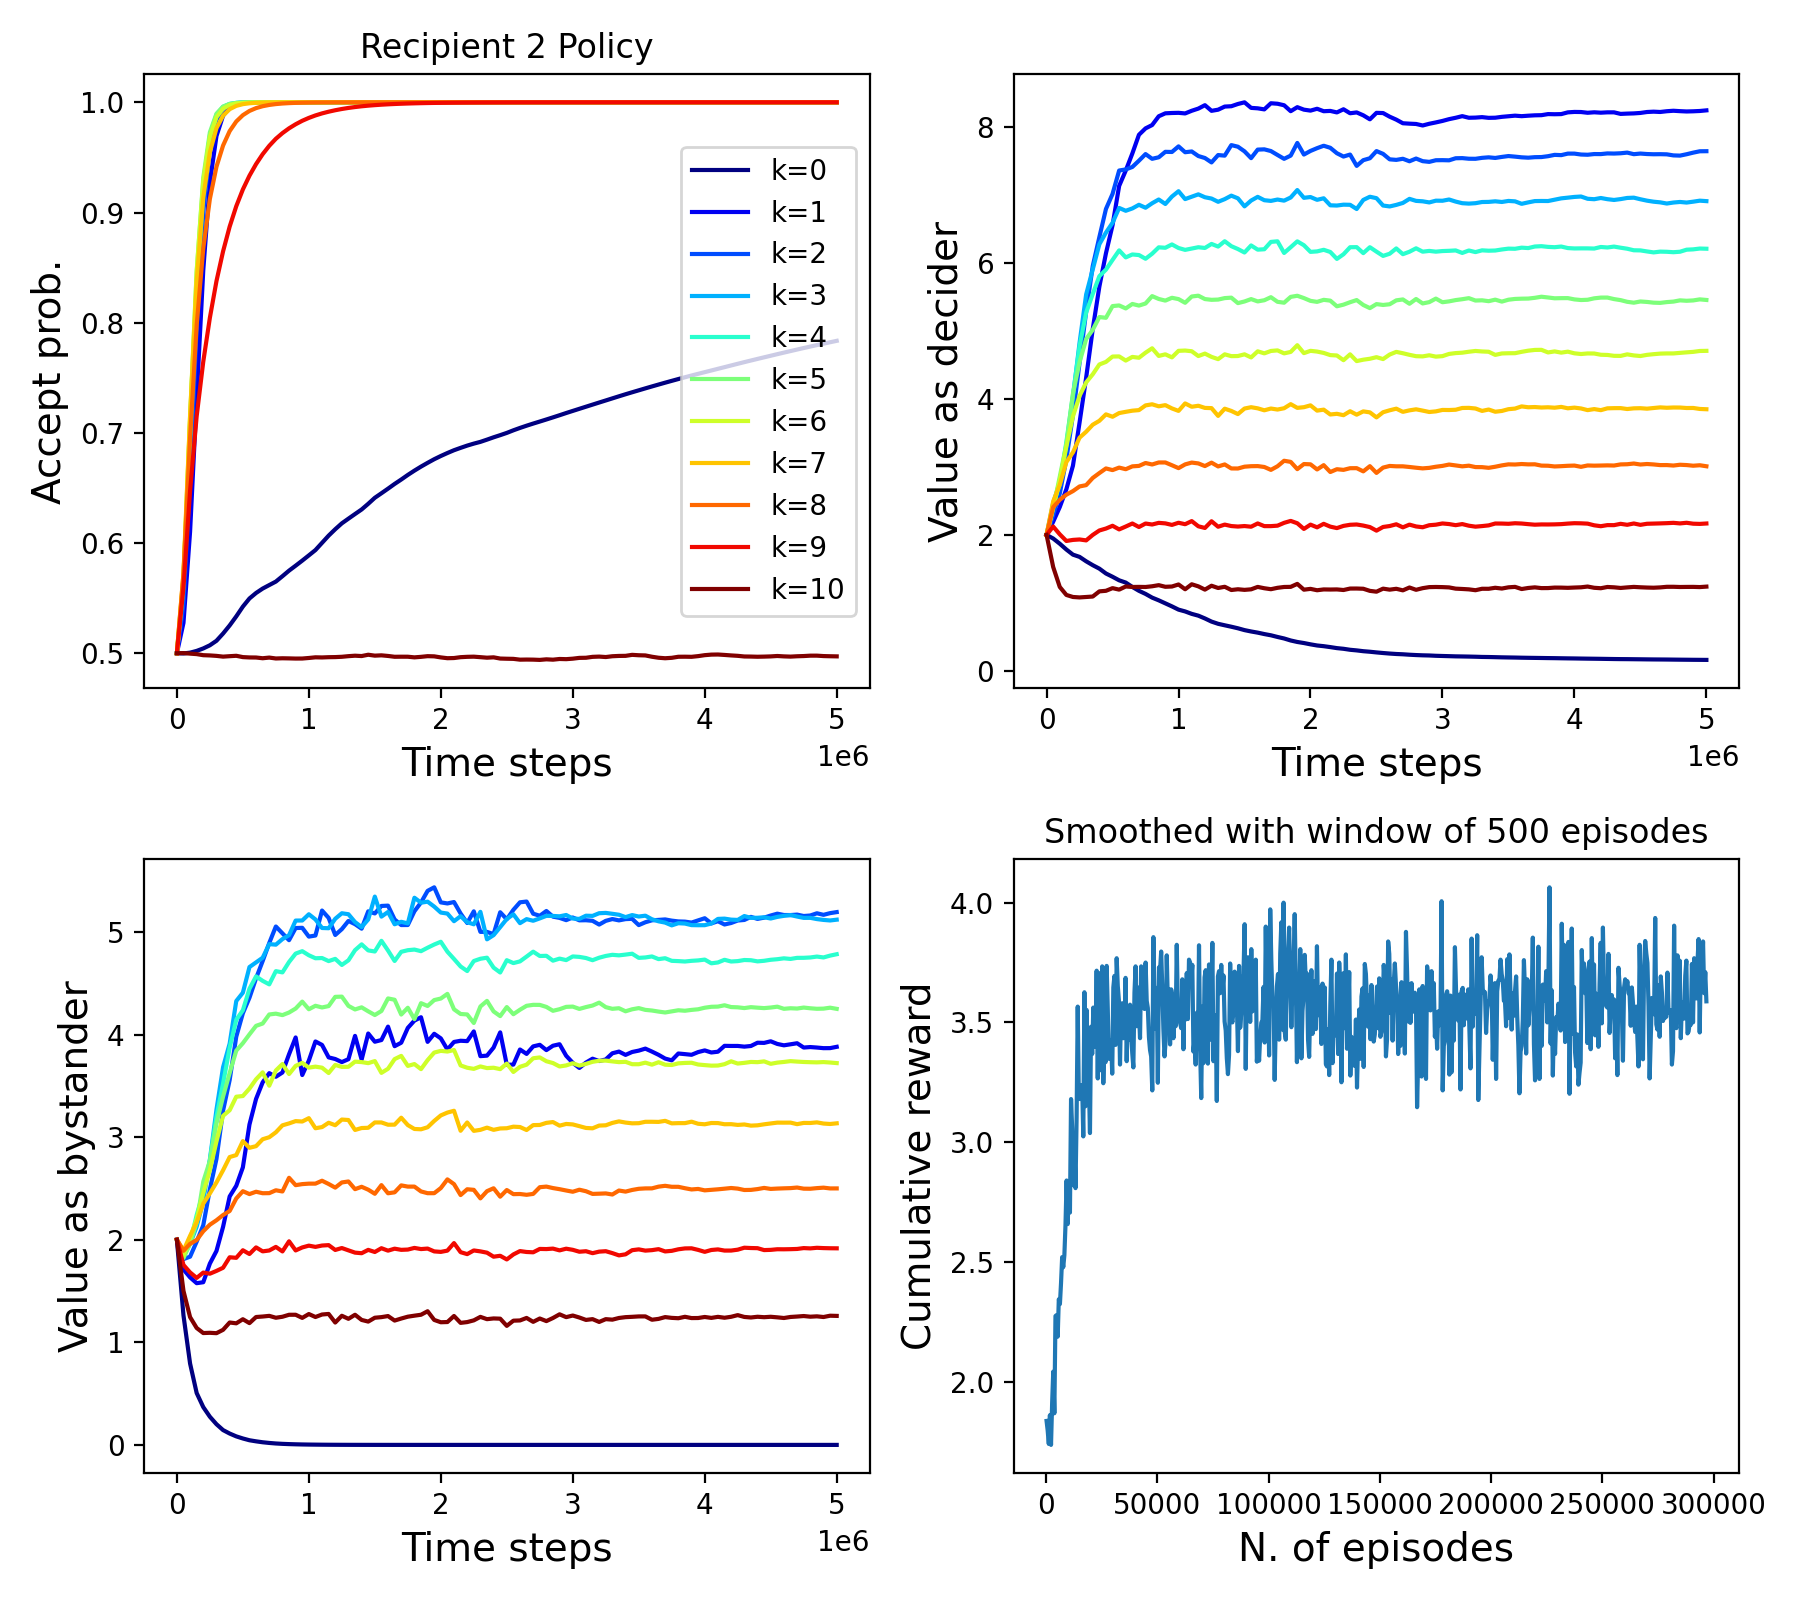 Recipient 2 Policy
Accept prob.
1.0
0.9
0.8
0.7
0.6
0.5
k=0
k=1
k=2
k=3
k=4
k=5
k=6
k=7
k=8
k=9
k=10
0 1 2 3 4 5
1e6
Time steps
Value as decider
8
6
4
2
0
0 1 2 3 4 5
1e6
Time steps
Value as bystander
5
4
3
2
1
0
0 1 2 3 4 5
1e6
Time steps
Smoothed with window of 500 episodes
Cumulative reward
4.0
3.5
3.0
2.5
2.0
0 50000 100000 150000 200000 250000 300000
N. of episodes